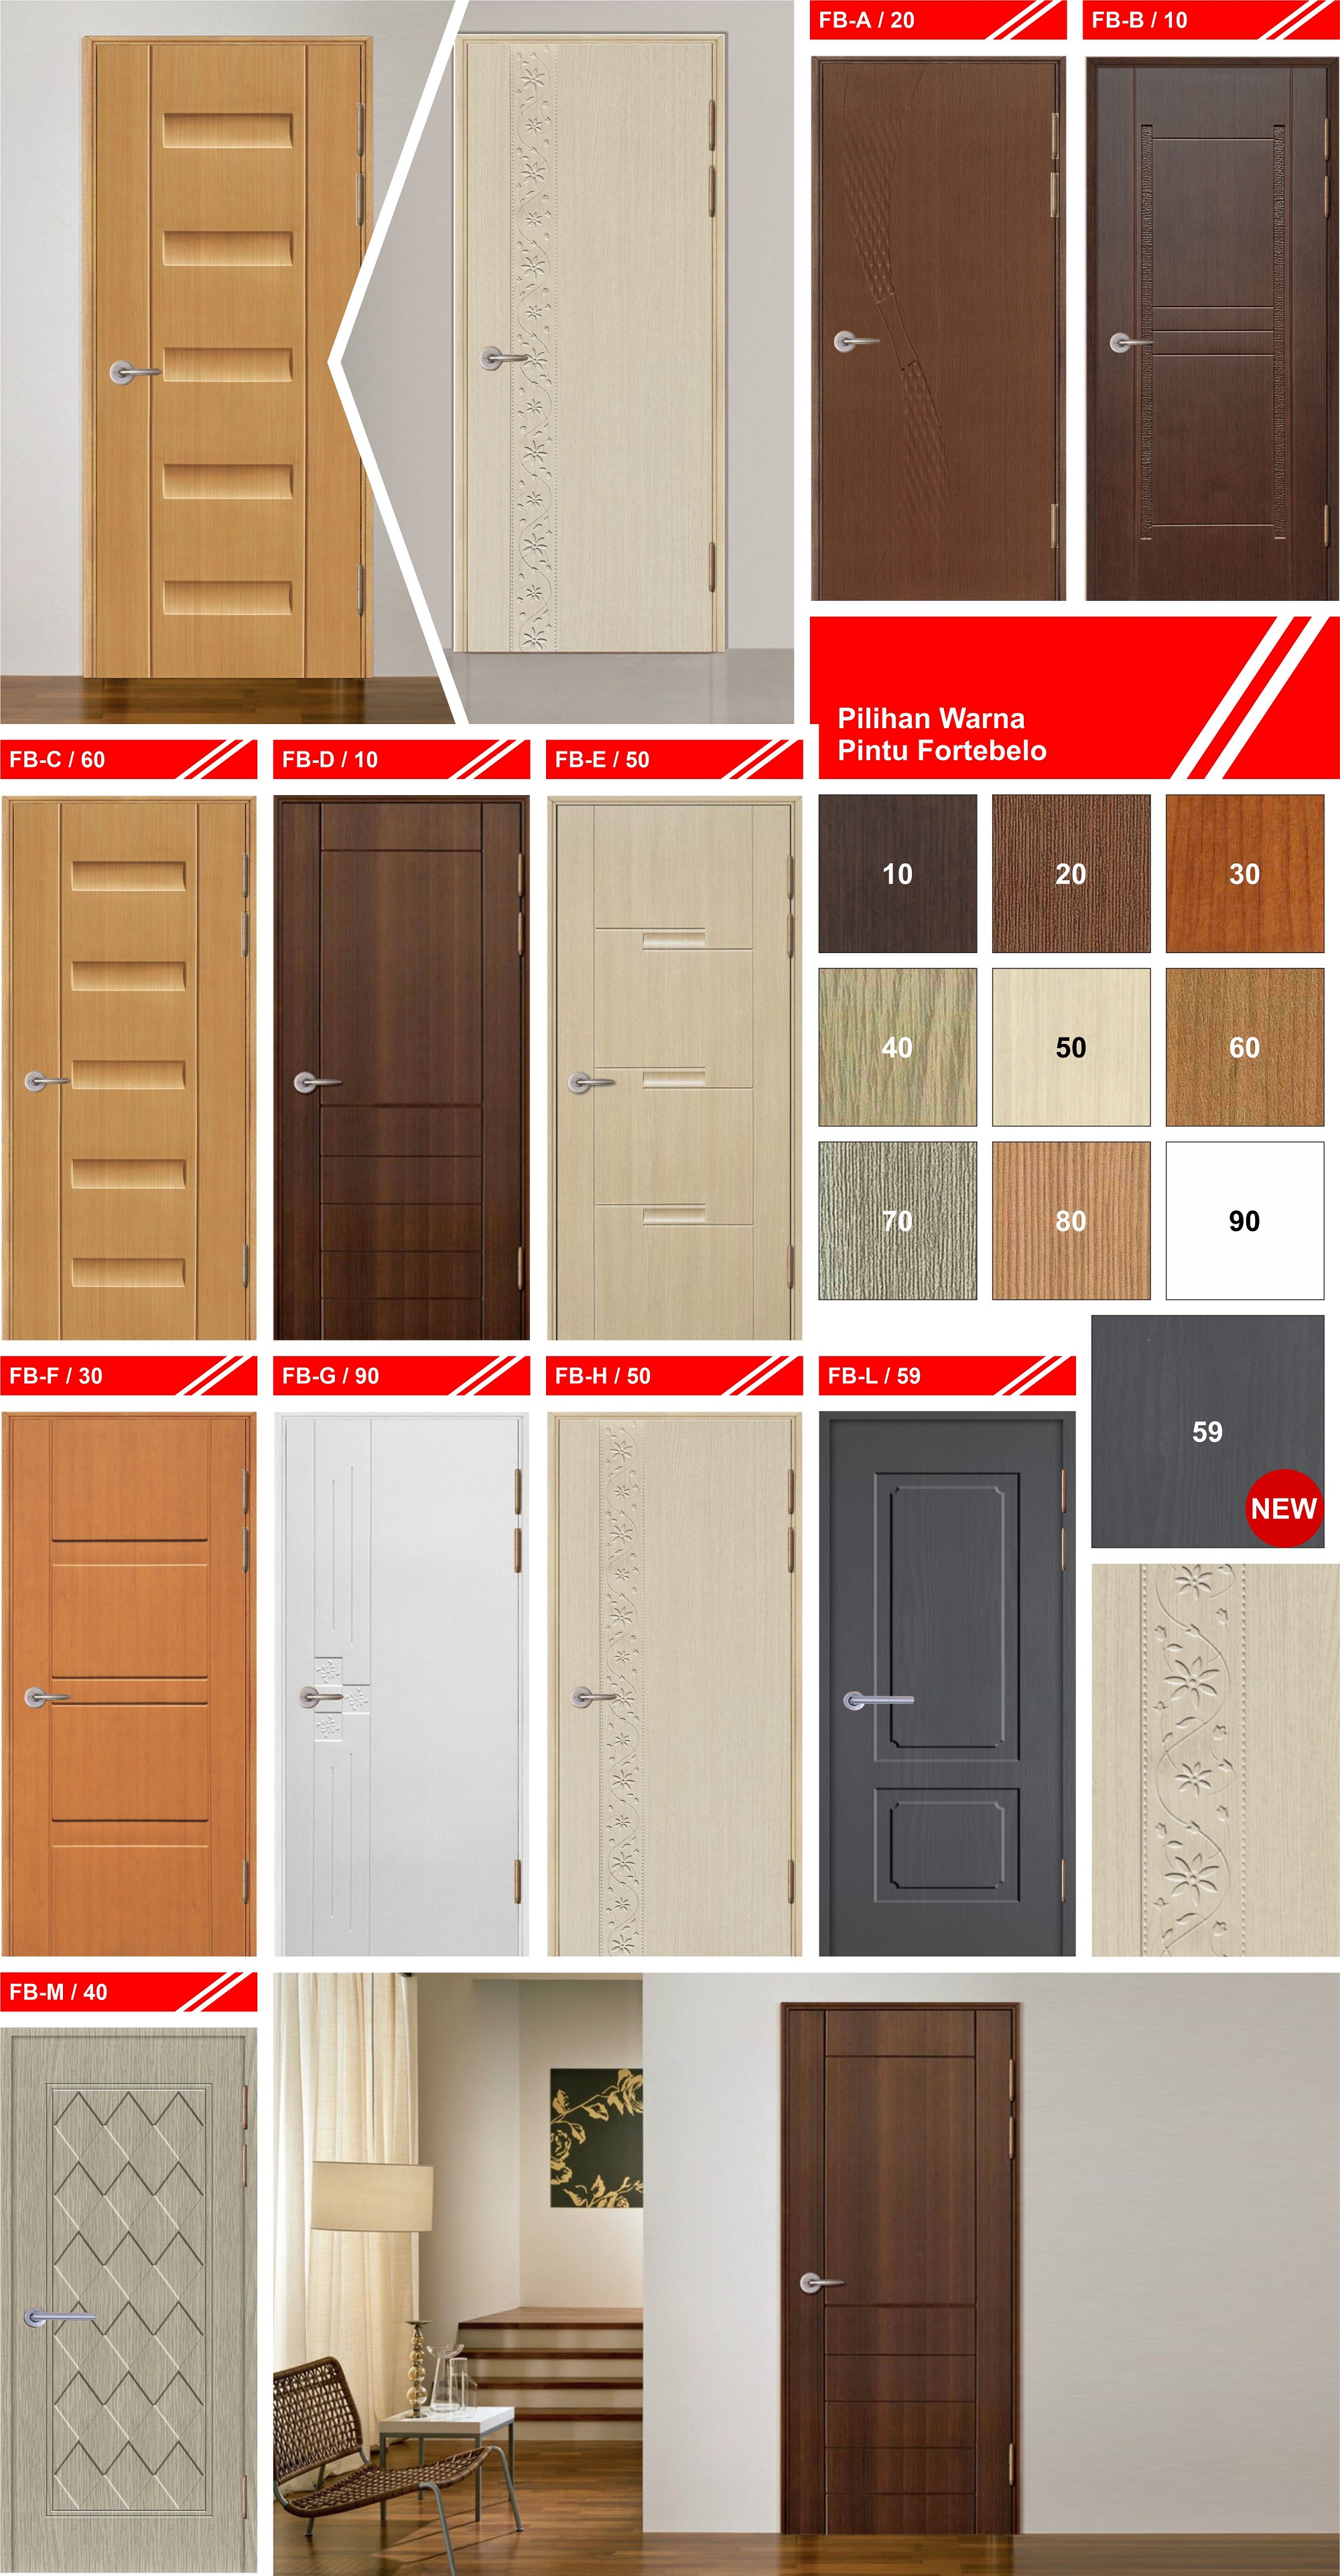 FB-A / 20
FB-B / 10
Pilihan Warna
Pintu Fortebelo
FB-C / 60
FB-D / 10
FB-E / 50
10
20
30
40
50
60
70
80
90
FB-F / 30
FB-G / 90
FB-H / 50
FB-L / 59
59
NEW
FB-M / 40